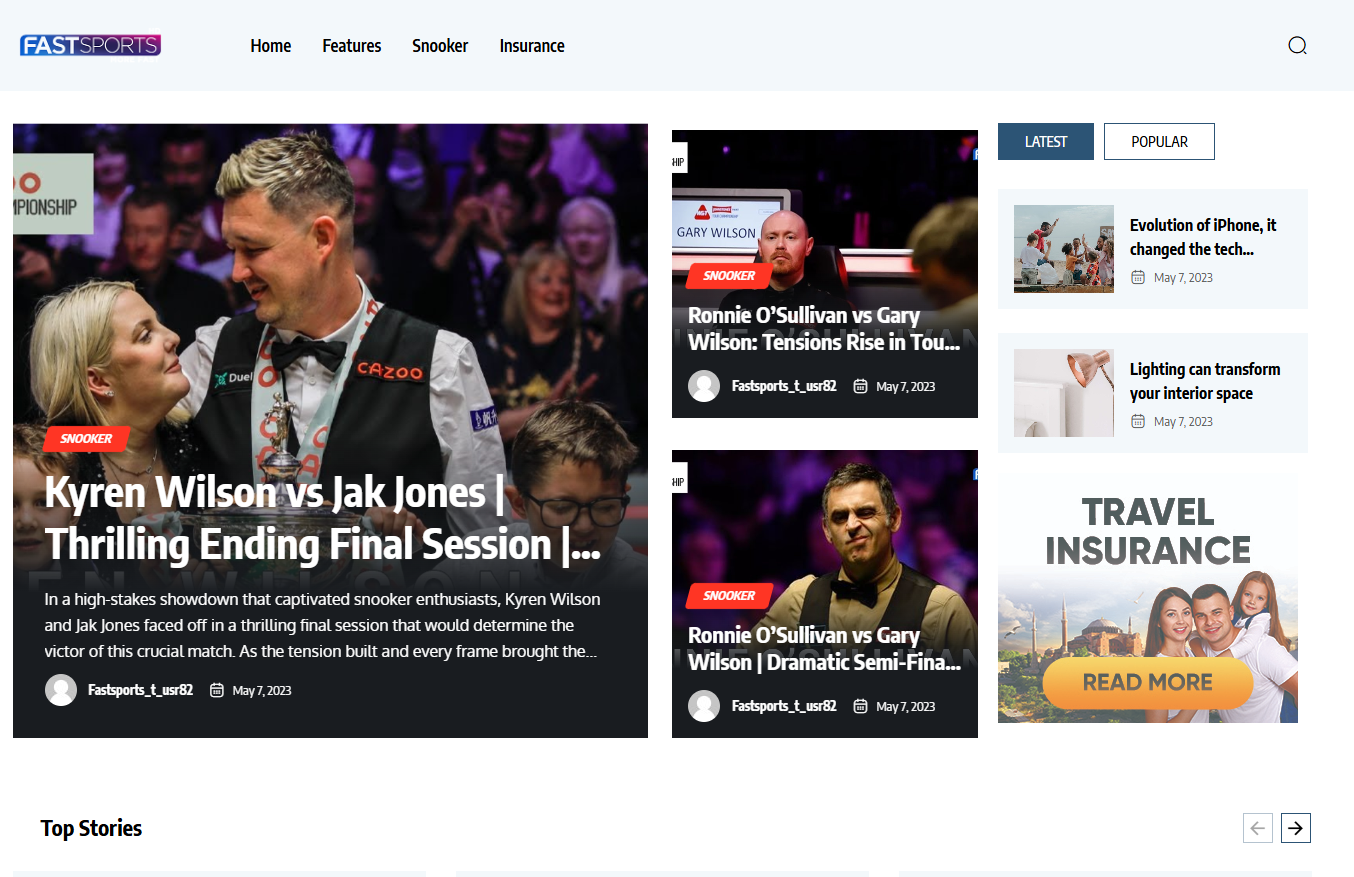 FASTSPORTS
Home
Features
Snooker
Insurance
MPIONSHIP
Duel
CAZOO
SNOOKER
Kyren Wilson vs Jak Jones |
Thrilling Ending Final Session |...
In a high-stakes showdown that captivated snooker enthusiasts, Kyren Wilson
and Jak Jones faced off in a thrilling final session that would determine the
victor of this crucial match. As the tension built and every frame brought the...
Fastsports_t_usr82
May 7, 2023
HIP
GARY WILSON
SNOOKER
Ronnie O’Sullivan vs Gary
Wilson: Tensions Rise in Tou...
Fastsports_t_usr82
May 7, 2023
HIP
SNOOKER
Ronnie O’Sullivan vs Gary
Wilson | Dramatic Semi-Fina...
Fastsports_t_usr82
May 7, 2023
LATEST
POPULAR
Evolution of iPhone, it
changed the tech...
May 7, 2023
Lighting can transform
your interior space
May 7, 2023
TRAVEL
INSURANCE
READ MORE
Top Stories